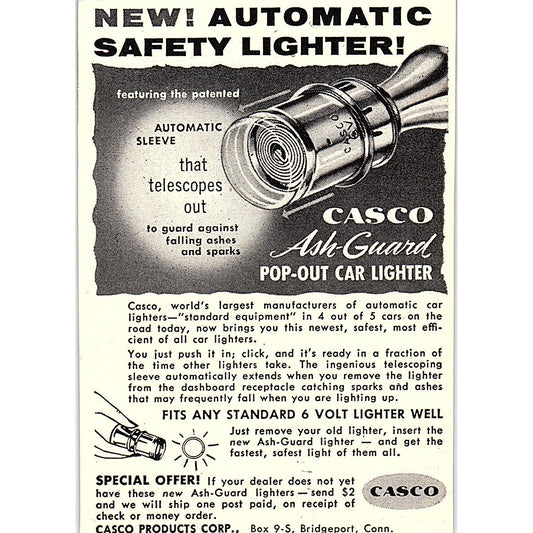 NEW! AUTOMATIC
SAFETY LIGHTER!
featuring the patented
AUTOMATIC
SLEEVE
that
telescopes
out
to guard against
falling ashes
and sparks
CASCO
CASCO
Ash-Guard
POP-OUT CAR LIGHTER
Casco, world's largest manufacturers of automatic car
lighters—"standard equipment" in 4 out of 5 cars on the
road today, now brings you this newest, safest, most effi-
cient of all car lighters.
You just push it in; click, and it's ready in a fraction of
the time other lighters take. The ingenious telescoping
sleeve automatically extends when you remove the lighter
from the dashboard receptacle catching sparks and ashes
that may frequently fall when you are lighting up.
FITS ANY STANDARD 6 VOLT LIGHTER WELL
Just remove your old lighter, insert the
new Ash-Guard lighter — and get the
fastest, safest light of them all.
SPECIAL OFFER! If your dealer does not yet
have these new Ash-Guard lighters—send $2
and we will ship one post paid, on receipt of
check or money order.
CASCO
CASCO PRODUCTS CORP., Box 9-S, Bridgeport, Conn.